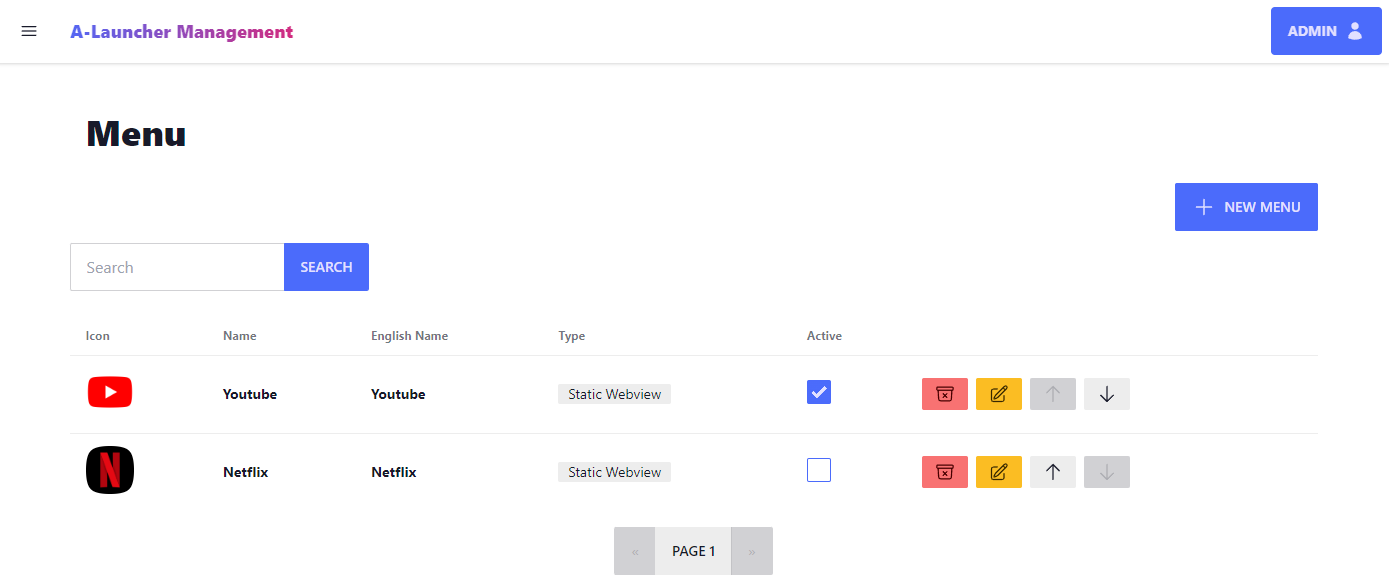 A-Launcher Management
ADMIN
Menu
NEW MENU
Search SEARCH
Icon Name English Name Type Active
Youtube Youtube Static Webview
Netflix Netflix Static Webview
« PAGE 1 »